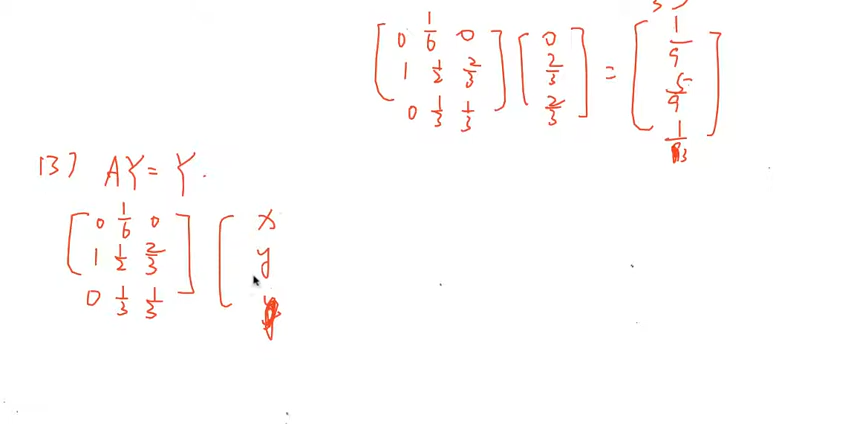 [ 0 1/6 0 ] [ 0 ] = [ 1/9 ]
[ 1 1/2 2/3 ] [ 2/3 ] [ 5/9 ]
[ 0 1/3 1/3 ] [ 2/3 ] [ 1/3 ]
(3) AY = Y.
[ 0 1/6 0 ] [ x
[ 1 1/2 2/3 ] [ y
[ 0 1/3 1/3 ]